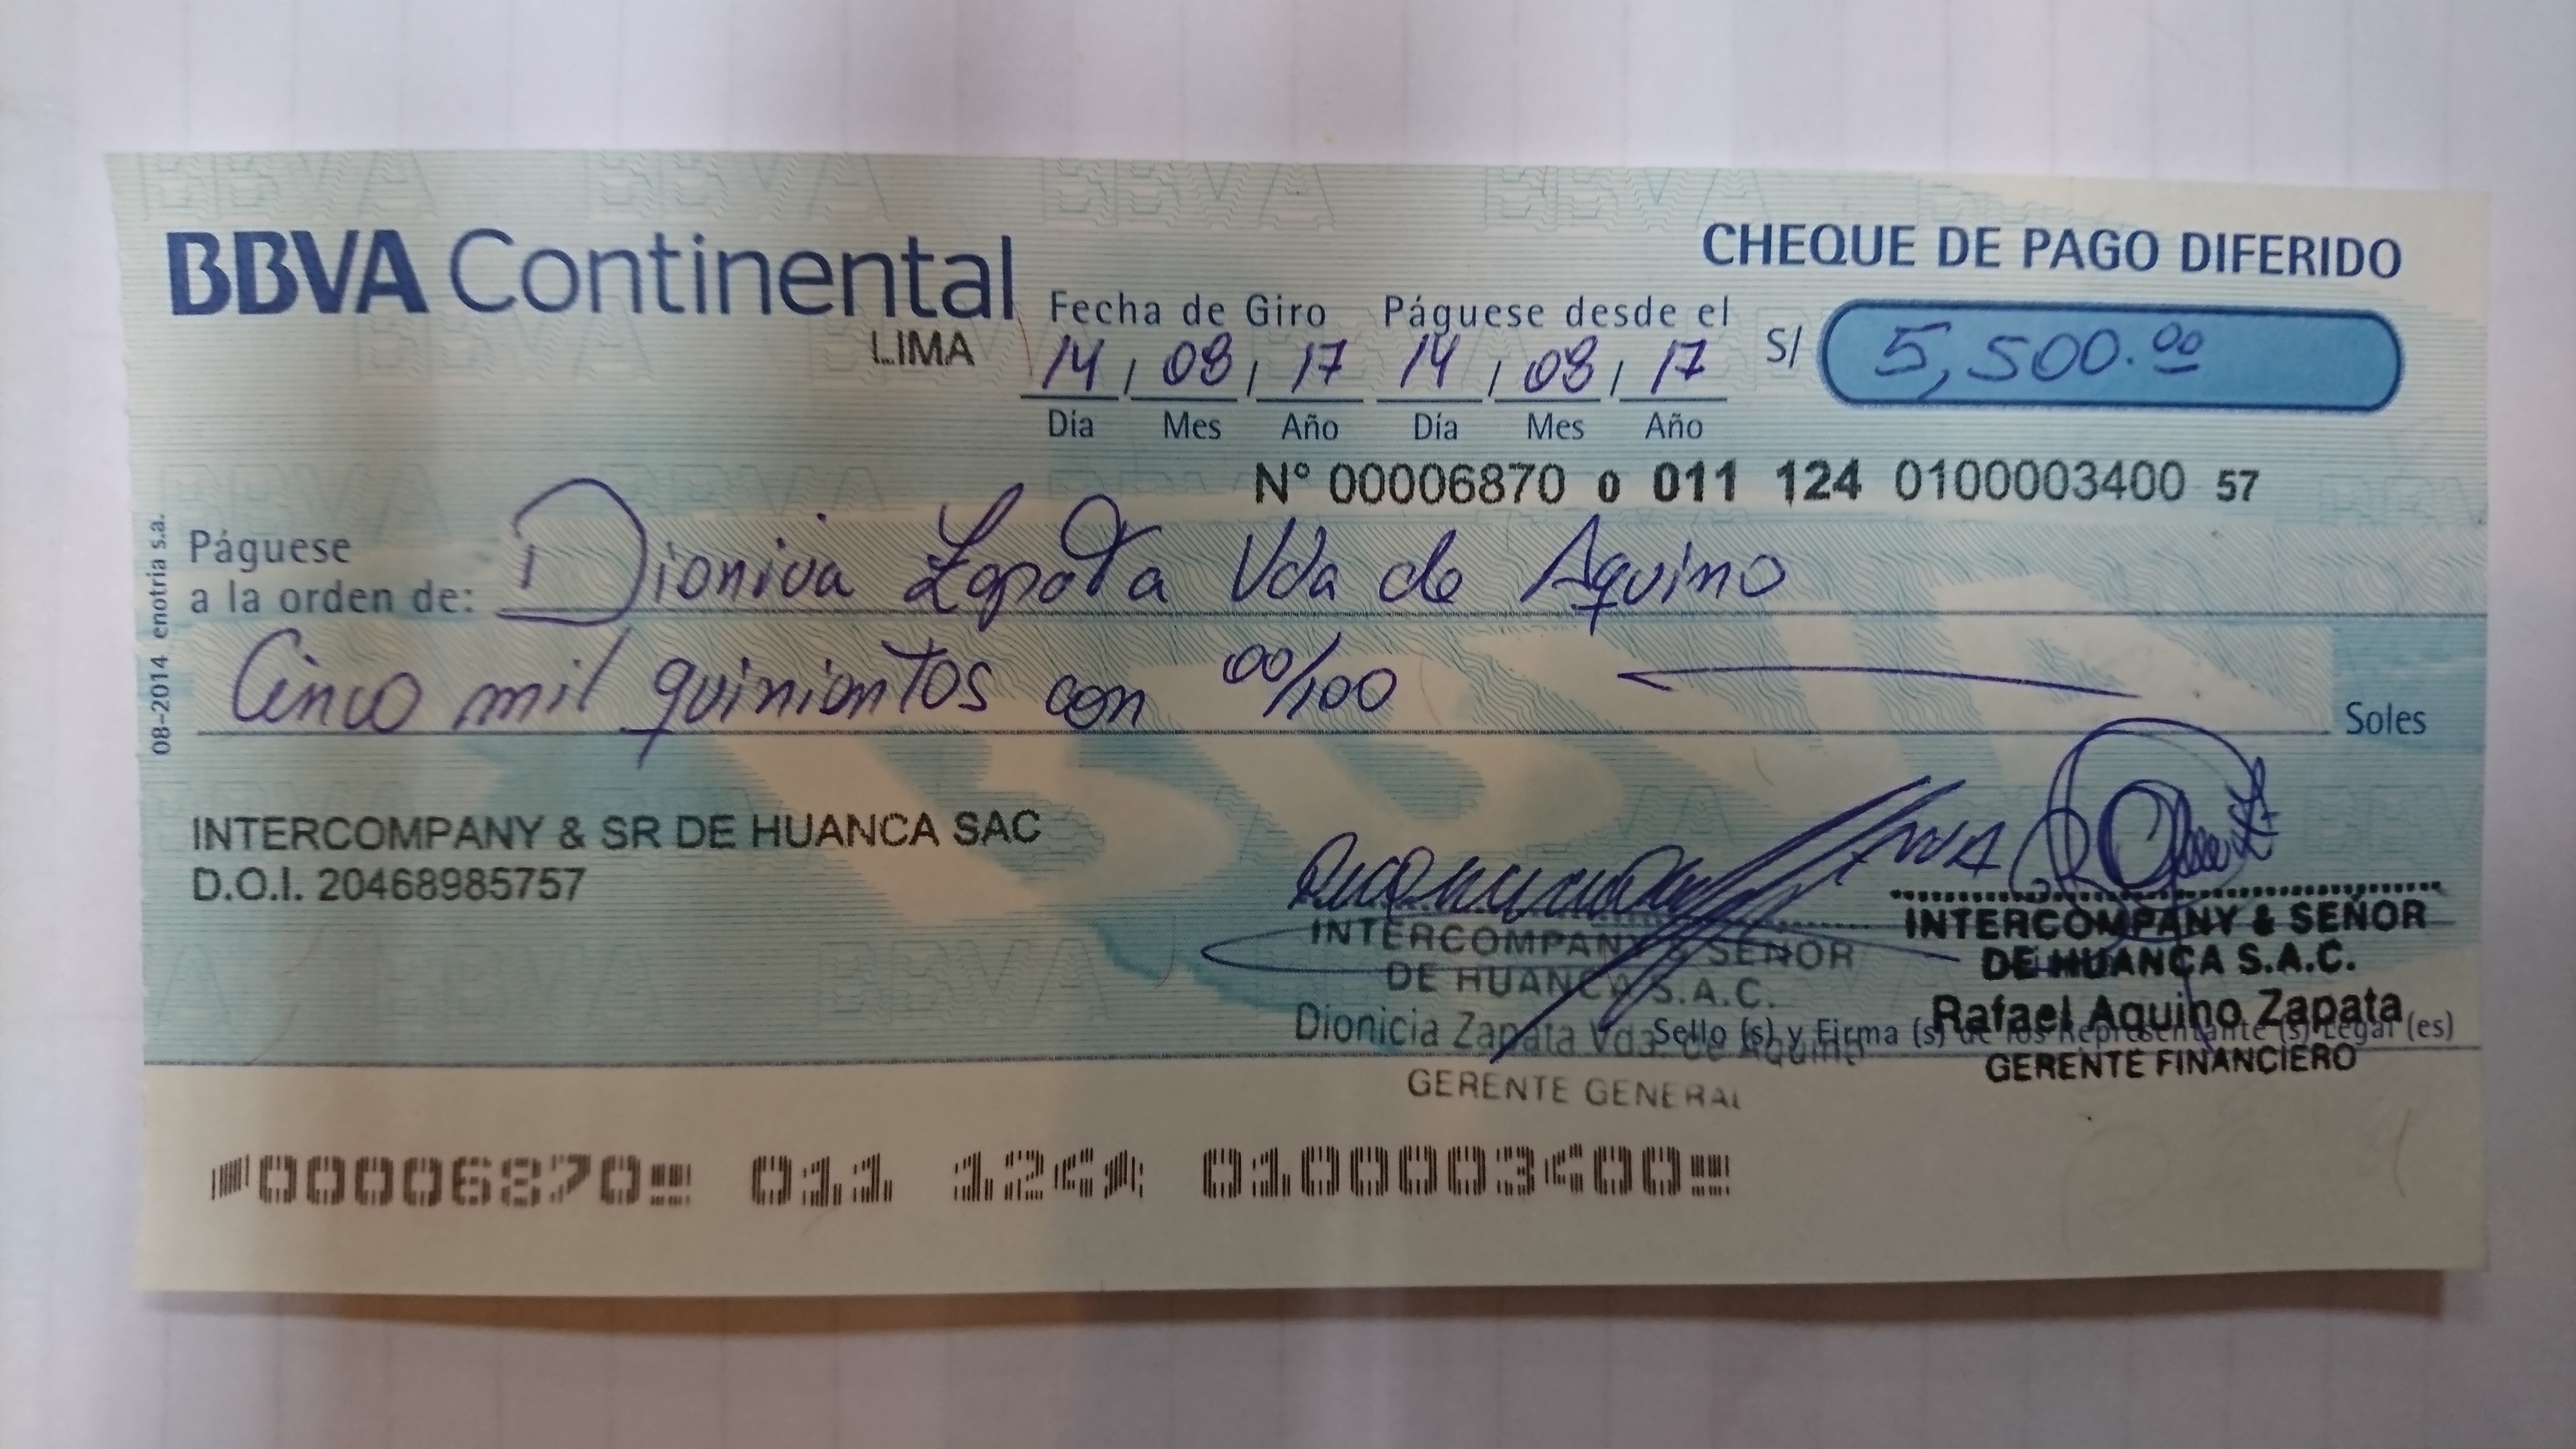 BBVA Continental
LIMA
CHEQUE DE PAGO DIFERIDO
Fecha de Giro Páguese desde el
14 / 08 / 17 14 / 08 / 17 S/ 5,500.00
Día Mes Año Día Mes Año
N° 00006870 0 011 124 0100003400 57
Páguese
a la orden de: Dionicia Zapata Vda de Aquino
Cinco mil quinientos con 00/100
Soles
08-2014 enotria s.a.
INTERCOMPANY & SR DE HUANCA SAC
D.O.I. 20468985757
INTERCOMPANY & SEÑOR
DE HUANCA S.A.C.
Dionicia Zapata Vda. de Aquino
GERENTE GENERAL
INTERCOMPANY & SEÑOR
DE HUANCA S.A.C.
Rafael Aquino Zapata
GERENTE FINANCIERO
Sello (s) y Firma (s) de los Representante (s) Legal (es)
00006870 011 124 0100003400